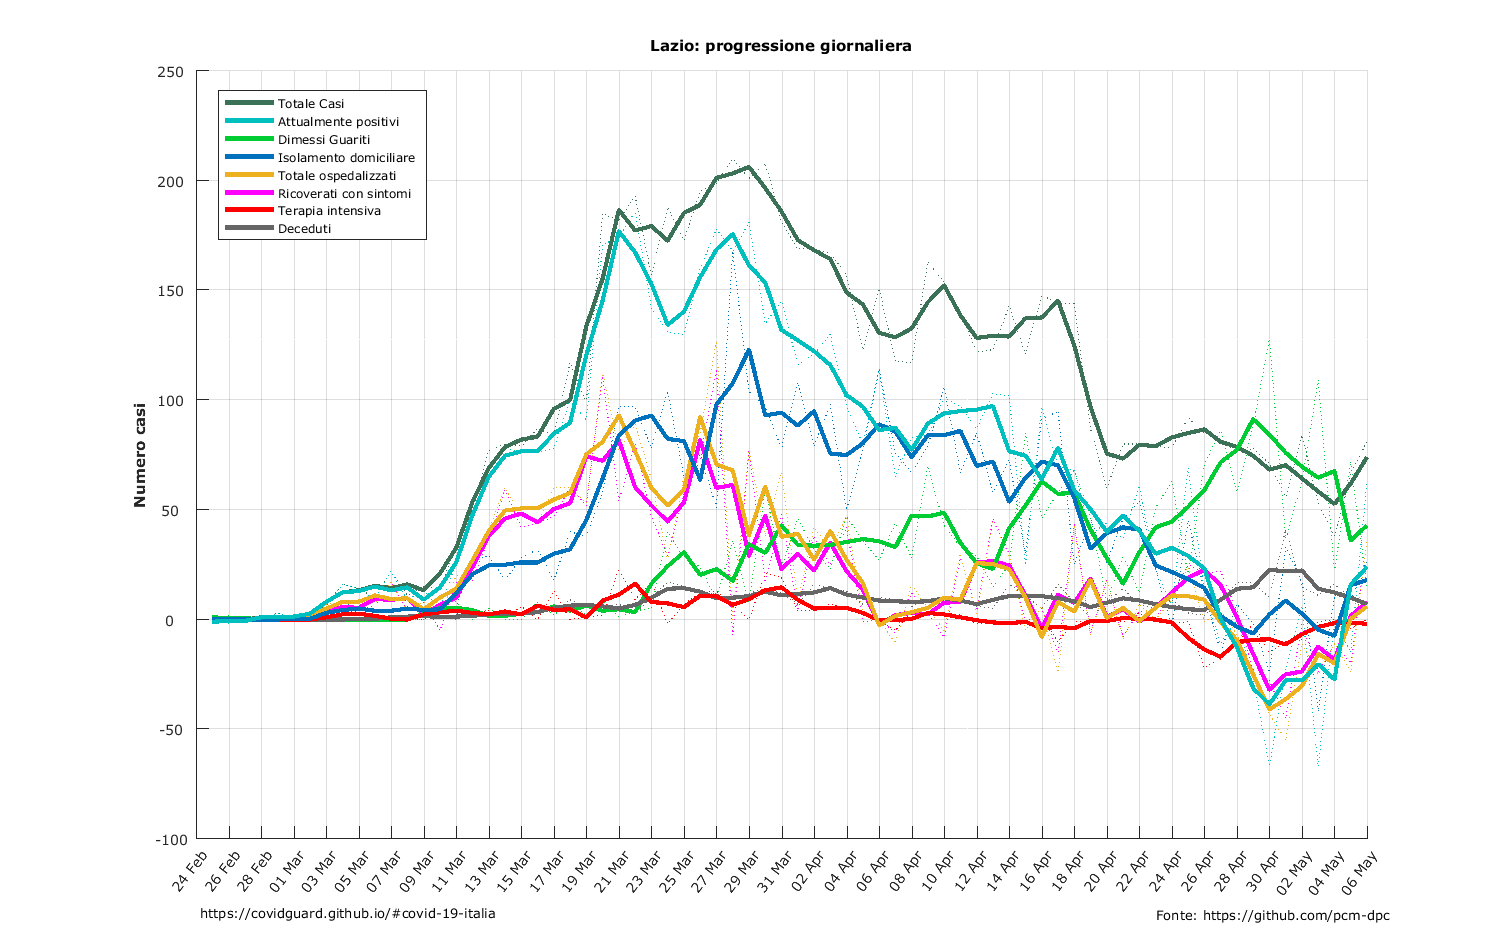 Lazio: progressione giornaliera
250
200
150
100
50
0
-50
-100
Numero casi
Totale Casi
Attualmente positivi
Dimessi Guariti
Isolamento domiciliare
Totale ospedalizzati
Ricoverati con sintomi
Terapia intensiva
Deceduti
24 Feb
26 Feb
28 Feb
01 Mar
03 Mar
05 Mar
07 Mar
09 Mar
11 Mar
13 Mar
15 Mar
17 Mar
19 Mar
21 Mar
23 Mar
25 Mar
27 Mar
29 Mar
31 Mar
02 Apr
04 Apr
06 Apr
08 Apr
10 Apr
12 Apr
14 Apr
16 Apr
18 Apr
20 Apr
22 Apr
24 Apr
26 Apr
28 Apr
30 Apr
02 May
04 May
06 May
https://covidguard.github.io/#covid-19-italia
Fonte: https://github.com/pcm-dpc